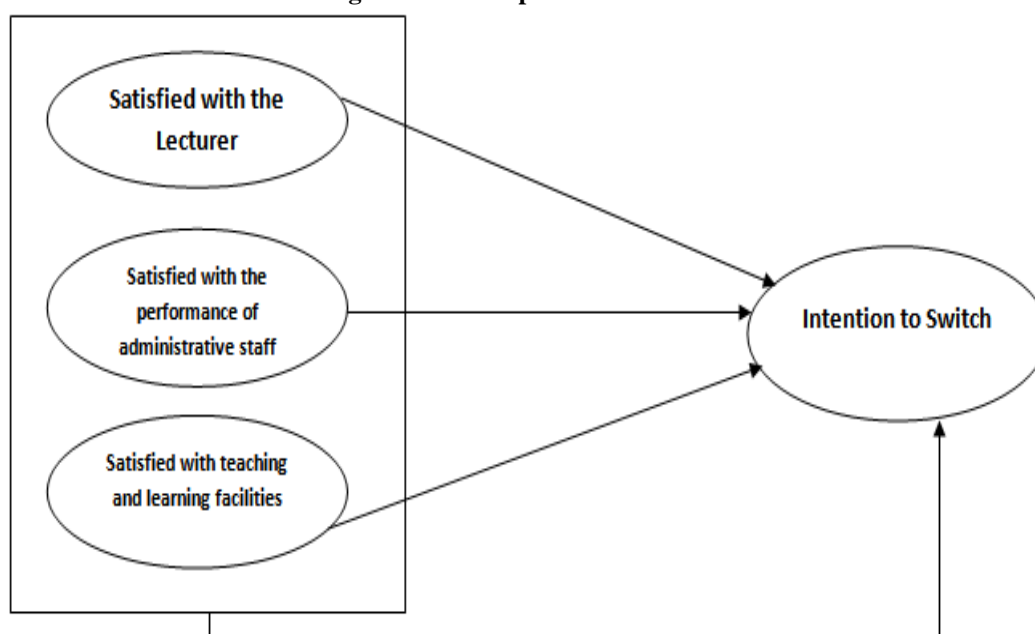 Satisfied with the
Lecturer
Satisfied with the
performance of
administrative staff
Intention to Switch
Satisfied with teaching
and learning facilities